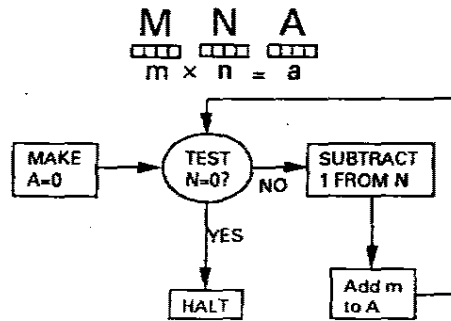 M N A
m × n = a
MAKE
A=0
TEST
N=0?
NO
SUBTRACT
1 FROM N
YES
HALT
Add m
to A